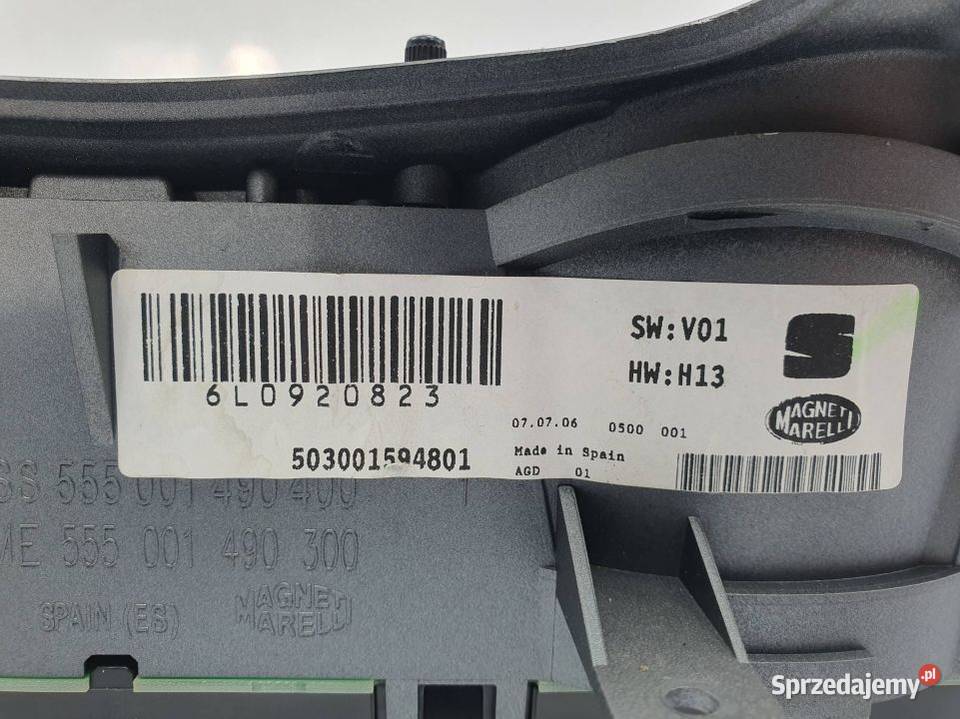 6L0920823
503001594801
SW:V01
HW:H13
MAGNETI
MARELLI
07.07.06 0500 001
Made in Spain
AGD 01
555 001 490 400 1
ME 555 001 490 300
SPAIN (ES)
MAGNETI
MARELLI
Sprzedajemy.pl